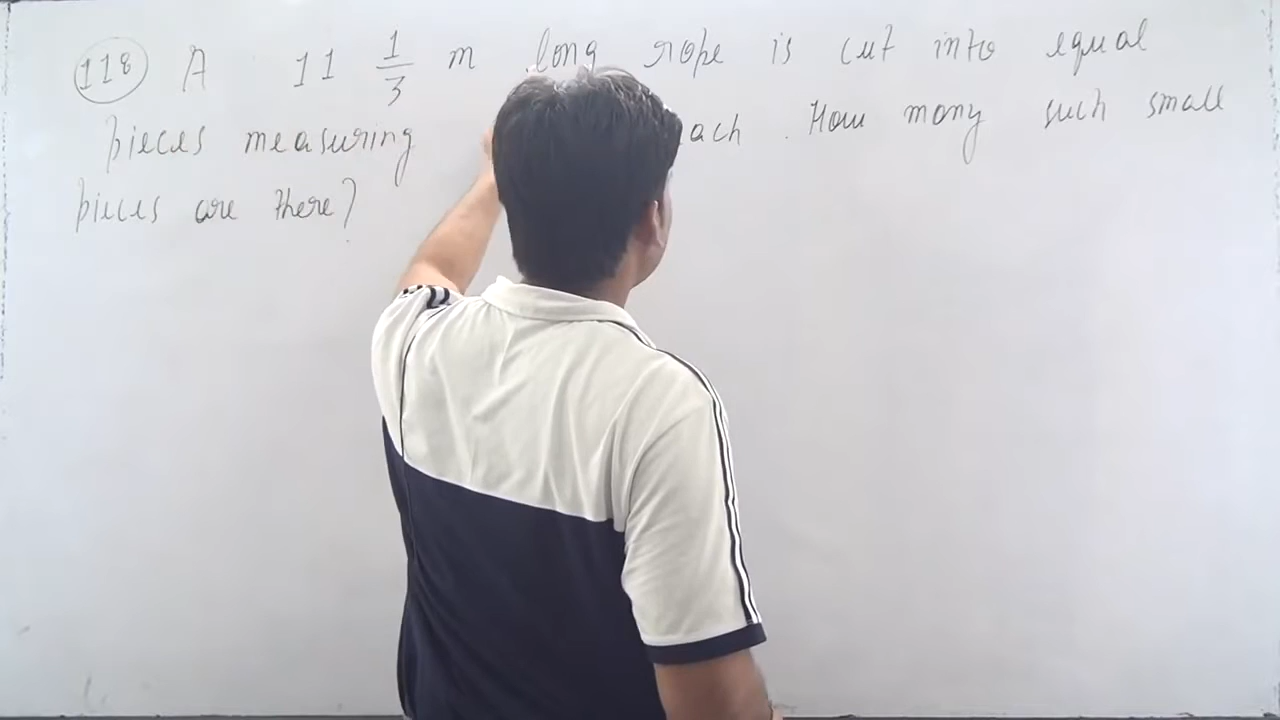 118 A 11 1/3 m long rope is cut into equal
pieces measuring each. How many such small
pieces are there?